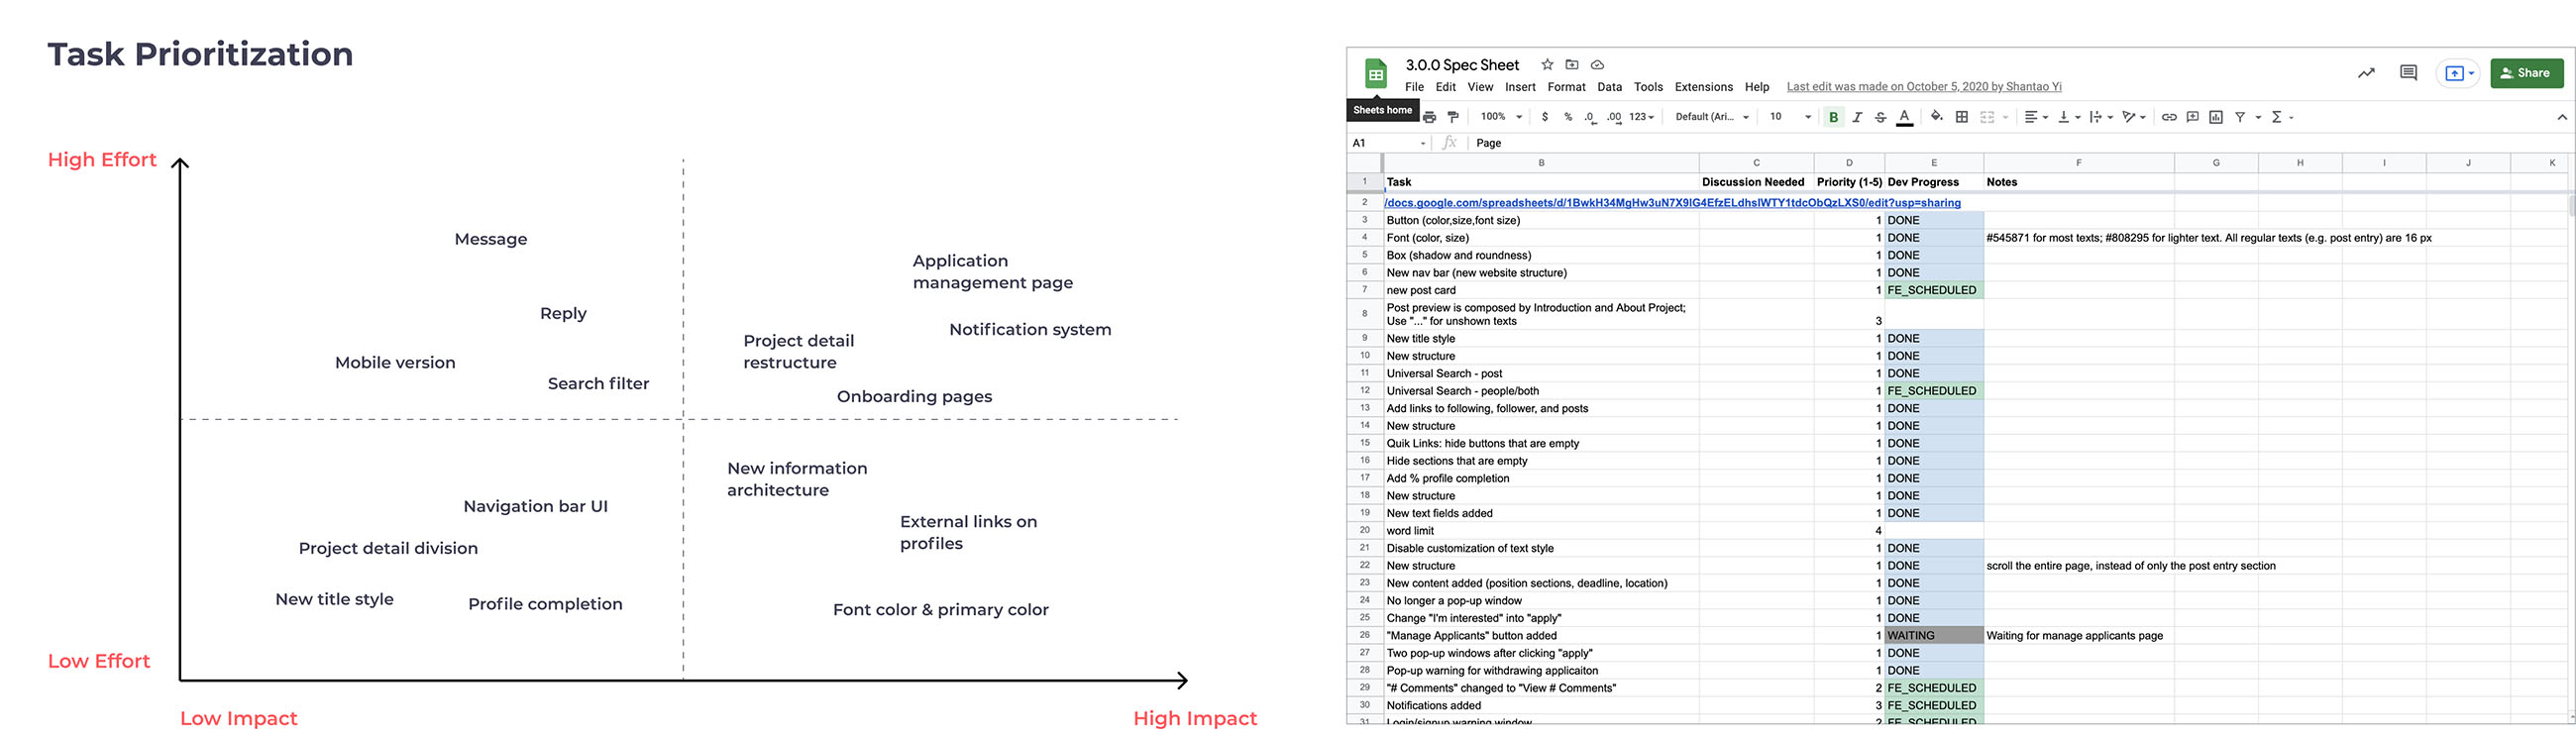 Task Prioritization
High Effort
Message
Application
management page
Reply
Notification system
Project detail
restructure
Mobile version
Search filter
Onboarding pages
New information
architecture
Navigation bar UI
External links on
profiles
Project detail division
New title style
Profile completion
Font color & primary color
Low Effort
Low Impact
High Impact
3.0.0 Spec Sheet
File Edit View Insert Format Data Tools Extensions Help Last edit was made on October 5, 2020 by Shantao Yi
Share
Sheets home
100% $ % .0 .00 123 Default (Ari... 10 B I S A
A1 fx Page
B C D E F G H I J K
1 Task Discussion Needed Priority (1-5) Dev Progress Notes
2 /docs.google.com/spreadsheets/d/1BwkH34MgHw3uN7X9lG4EfzELdhsIWTY1tdcObQzLXS0/edit?usp=sharing
3 Button (color,size,font size) 1 DONE
4 Font (color, size) 1 DONE #545871 for most texts; #808295 for lighter text. All regular texts (e.g. post entry) are 16 px
5 Box (shadow and roundness) 1 DONE
6 New nav bar (new website structure) 1 DONE
7 new post card 1 FE_SCHEDULED
8 Post preview is composed by Introduction and About Project;
Use "..." for unshown texts 3
9 New title style 1 DONE
10 New structure 1 DONE
11 Universal Search - post 1 DONE
12 Universal Search - people/both 1 FE_SCHEDULED
13 Add links to following, follower, and posts 1 DONE
14 New structure 1 DONE
15 Quik Links: hide buttons that are empty 1 DONE
16 Hide sections that are empty 1 DONE
17 Add % profile completion 1 DONE
18 New structure 1 DONE
19 New text fields added 1 DONE
20 word limit 4
21 Disable customization of text style 1 DONE
22 New structure 1 DONE scroll the entire page, instead of only the post entry section
23 New content added (position sections, deadline, location) 1 DONE
24 No longer a pop-up window 1 DONE
25 Change "I'm interested" into "apply" 1 DONE
26 "Manage Applicants" button added 1 WAITING Waiting for manage applicants page
27 Two pop-up windows after clicking "apply" 1 DONE
28 Pop-up warning for withdrawing applicaiton 1 DONE
29 "# Comments" changed to "View # Comments" 2 FE_SCHEDULED
30 Notifications added 3 FE_SCHEDULED
31 Login/signup warning window 2 FE_SCHEDULED